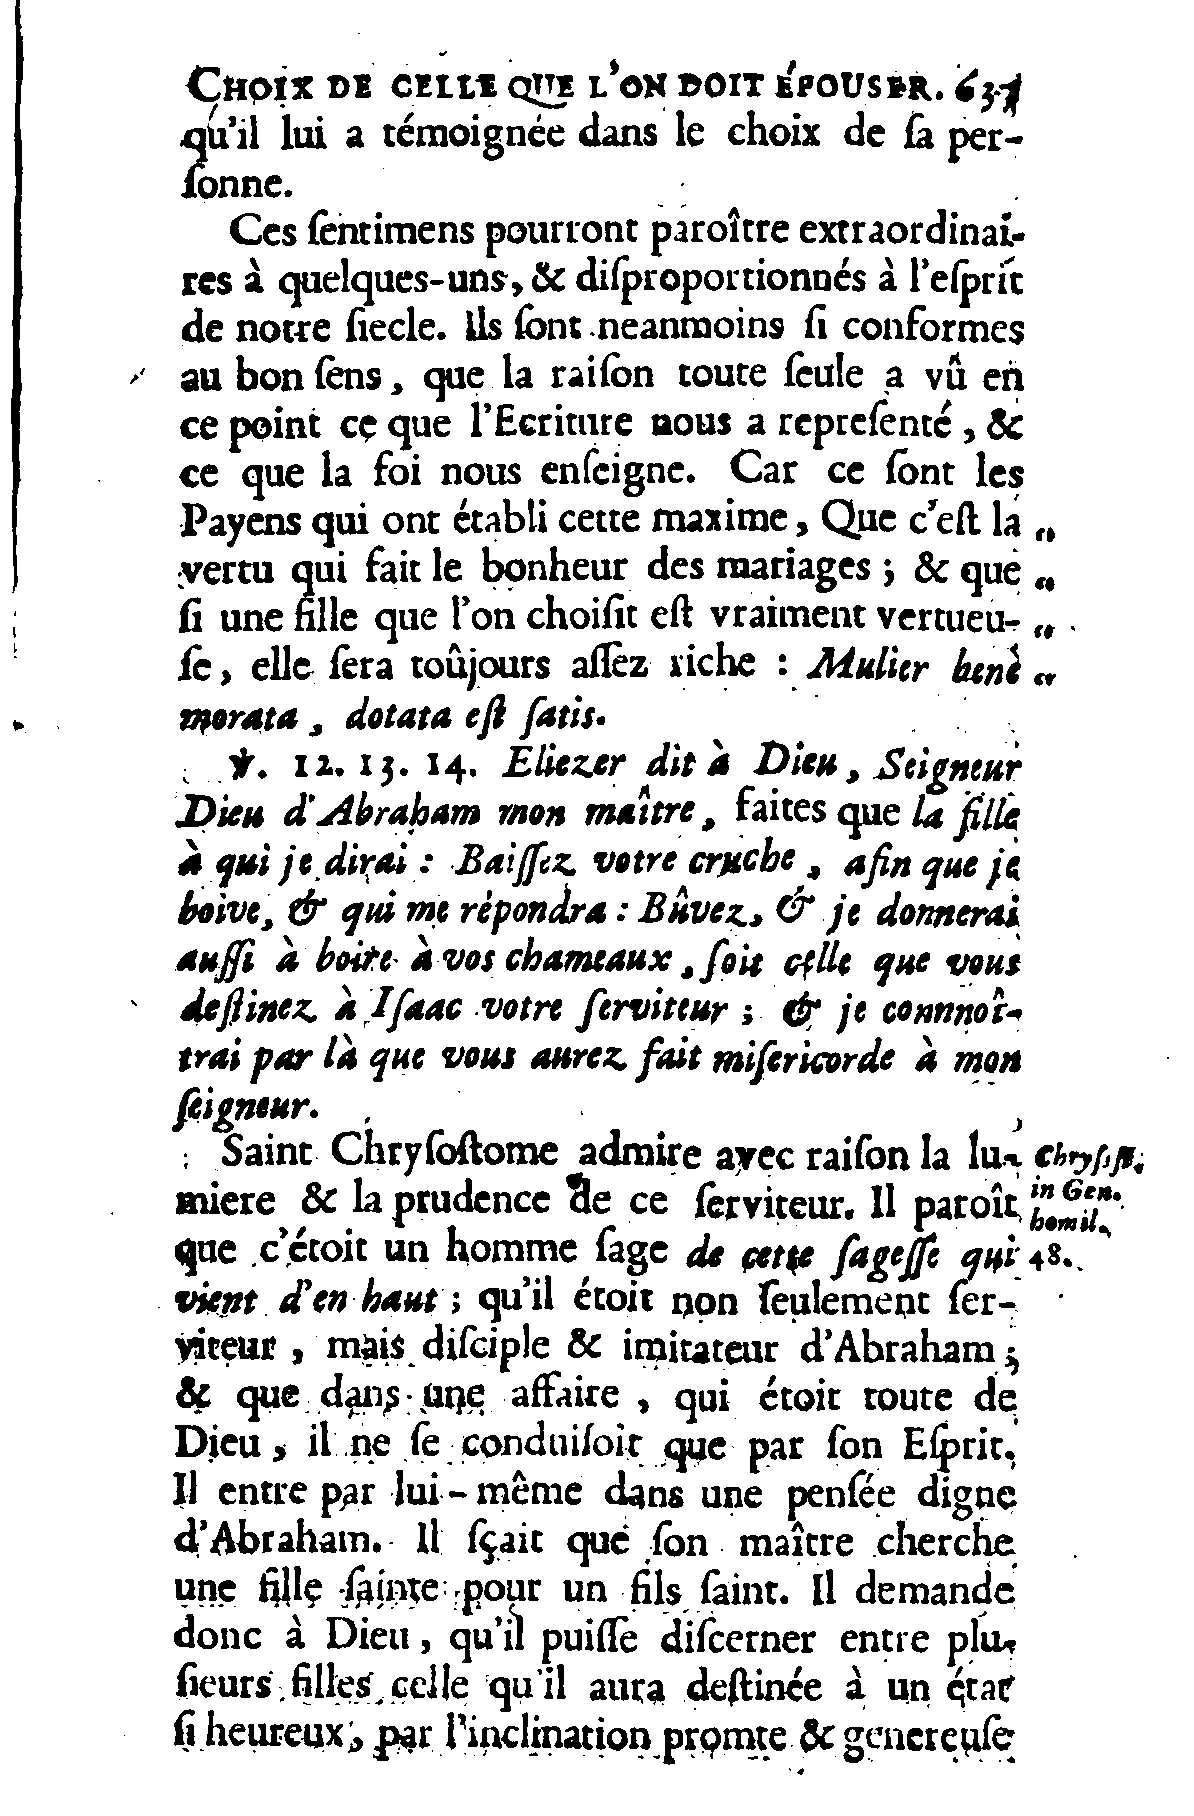 CHOIX DE CELLE QUE L'ON DOIT ÉPOUSER.
qu'il lui a témoignée dans le choix de ſa per-
ſonne.
Ces ſentimens pourront paroître extraordinai-
res à quelques-uns, & diſproportionnés à l'eſprit
de notre ſiecle. Ils ſont neanmoins ſi conformes
au bon ſens, que la raiſon toute ſeule a vû en
ce point ce que l'Ecriture nous a repreſenté, &
ce que la foi nous enſeigne. Car ce ſont les
Payens qui ont établi cette maxime, Que c'eſt la „
vertu qui fait le bonheur des mariages ; & que „
ſi une fille que l'on choiſit eſt vraiment vertueu- „
ſe, elle ſera toûjours aſſez riche : Mulier benè „
morata, dotata eſt ſatis.
℣. 12. 13. 14. Eliezer dit à Dieu, Seigneur
Dieu d'Abraham mon maître, faites que la fille
à qui je dirai : Baiſſez votre cruche, afin que je
boive, & qui me répondra : Bûvez, & je donnerai
auſſi à boire à vos chameaux, ſoit celle que vous
deſtinez à Iſaac votre ſerviteur ; & je connnoî-
trai par là que vous aurez fait miſericorde à mon
ſeigneur.
Saint Chryſoſtome admire avec raiſon la lu-
miere & la prudence de ce ſerviteur. Il paroît
que c'étoit un homme ſage de cette ſageſſe qui
vient d'en haut ; qu'il étoit non ſeulement ſer-
viteur, mais diſciple & imitateur d'Abraham ;
& que dans une affaire, qui étoit toute de
Dieu, il ne ſe conduiſoit que par ſon Eſprit.
Il entre par lui-même dans une penſée digne
d'Abraham. Il ſçait que ſon maître cherche
une fille ſainte pour un fils ſaint. Il demande
donc à Dieu, qu'il puiſſe diſcerner entre plu-
ſieurs filles celle qu'il aura deſtinée à un état
ſi heureux, par l'inclination promte & genereuſe
Chryſoſt.
in Gen.
homil.
48.